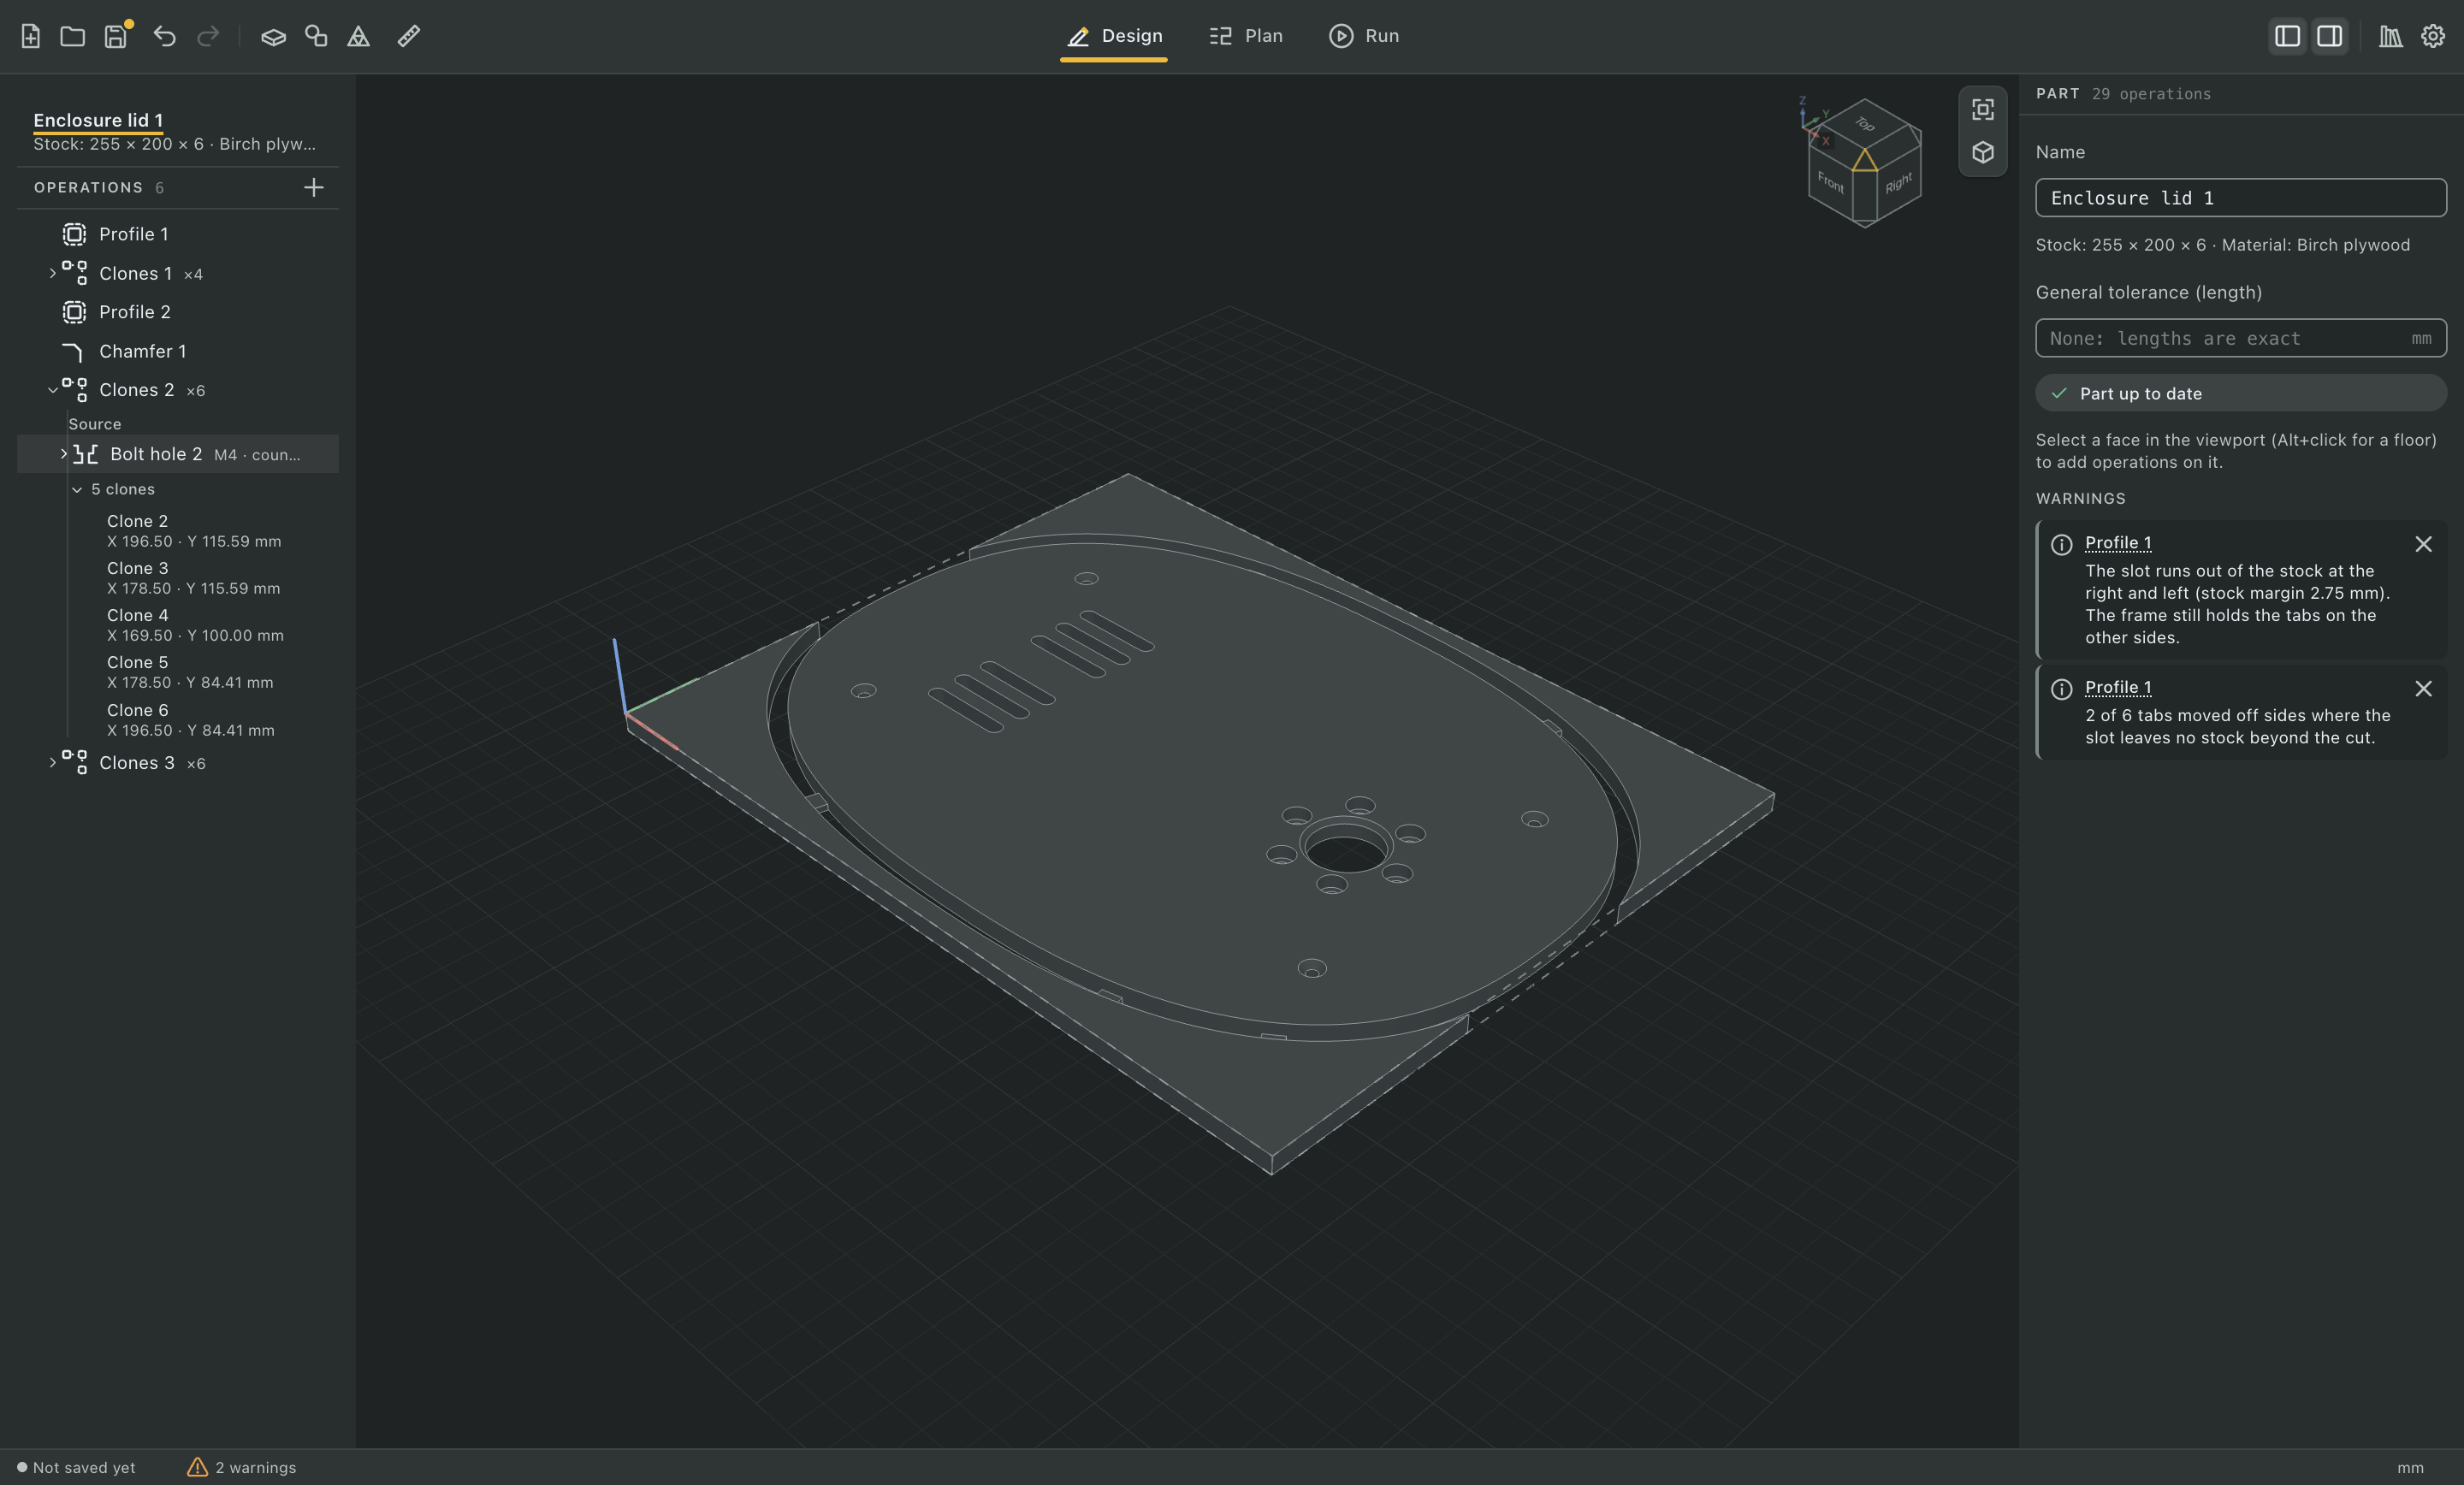 Design
Plan
Run
Enclosure lid 1
Stock: 255 × 200 × 6 · Birch plyw...
OPERATIONS 6
Profile 1
Clones 1 ×4
Profile 2
Chamfer 1
Clones 2 ×6
Source
Bolt hole 2 M4 · coun...
5 clones
Clone 2
X 196.50 · Y 115.59 mm
Clone 3
X 178.50 · Y 115.59 mm
Clone 4
X 169.50 · Y 100.00 mm
Clone 5
X 178.50 · Y 84.41 mm
Clone 6
X 196.50 · Y 84.41 mm
Clones 3 ×6
Z
Y
X
Top
Front
Right
PART 29 operations
Name
Enclosure lid 1
Stock: 255 × 200 × 6 · Material: Birch plywood
General tolerance (length)
None: lengths are exact mm
Part up to date
Select a face in the viewport (Alt+click for a floor)
to add operations on it.
WARNINGS
Profile 1
The slot runs out of the stock at the
right and left (stock margin 2.75 mm).
The frame still holds the tabs on the
other sides.
Profile 1
2 of 6 tabs moved off sides where the
slot leaves no stock beyond the cut.
Not saved yet
2 warnings
mm